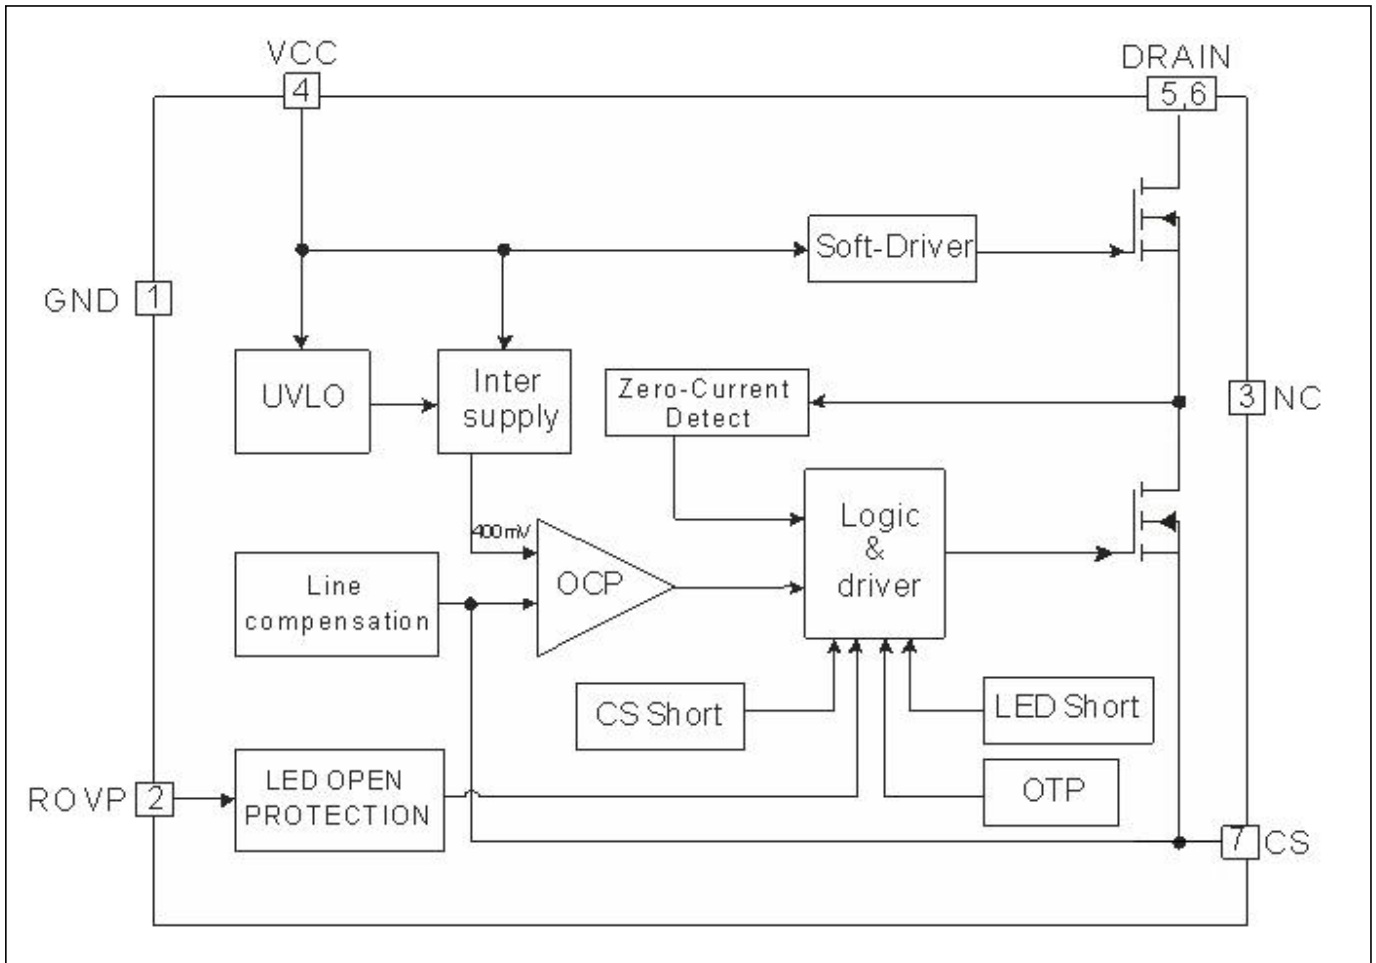 VCC
4
DRAIN
5,6
Soft-Driver
GND
1
UVLO
Inter
supply
Zero-Current
Detect
3
NC
Logic
&
driver
400mV
OCP
Line
compensation
CS Short
LED Short
ROVP
2
LED OPEN
PROTECTION
OTP
7
CS